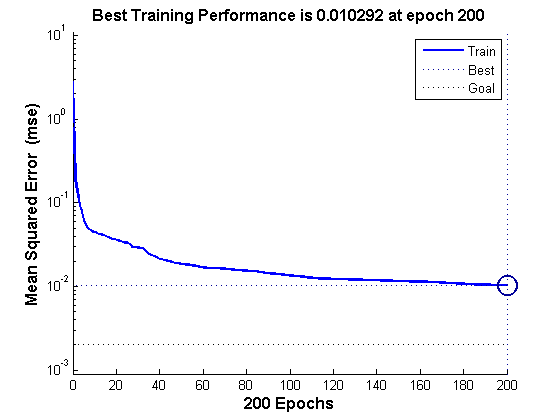 Best Training Performance is 0.010292 at epoch 200
Train
Best
Goal
Mean Squared Error (mse)
10^1
10^0
10^-1
10^-2
10^-3
0 20 40 60 80 100 120 140 160 180 200
200 Epochs